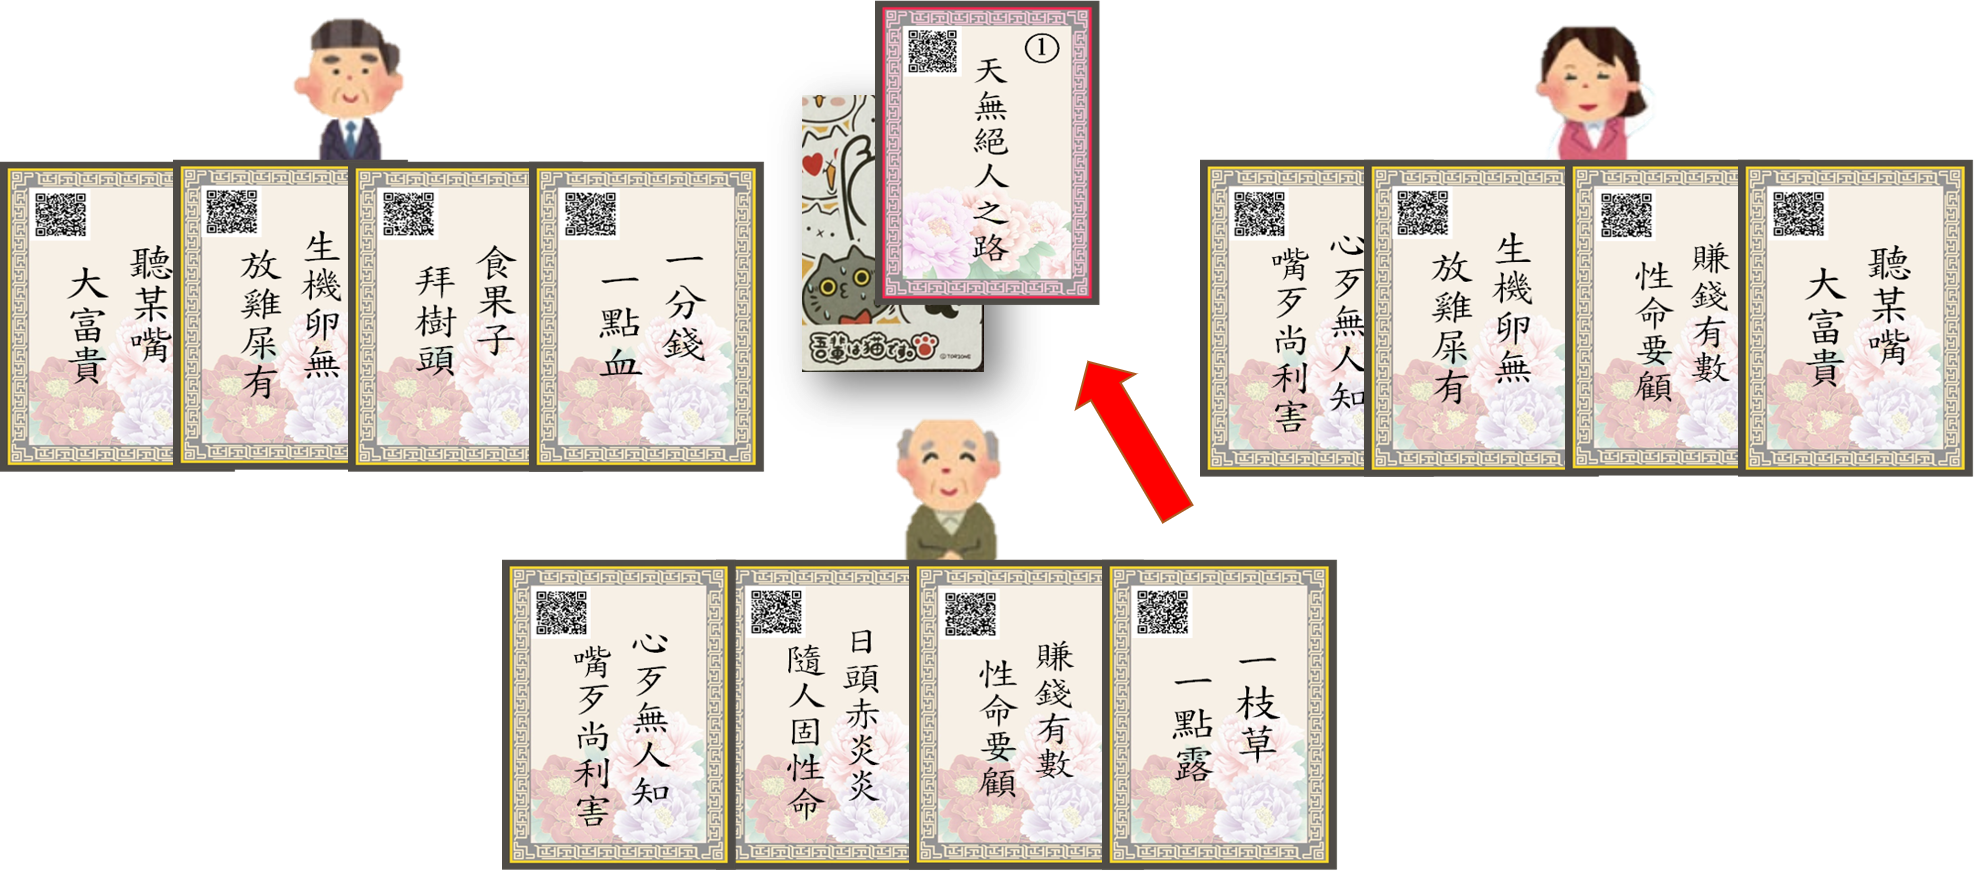 ①
天無絕人之路
吾輩は猫です。
©TORIONE
聽某嘴
大富貴
生機卵無
放雞屎有
食果子
拜樹頭
一分錢
一點血
心歹無人知
嘴歹尚利害
生機卵無
放雞屎有
賺錢有數
性命要顧
聽某嘴
大富貴
心歹無人知
嘴歹尚利害
日頭赤炎炎
隨人固性命
賺錢有數
性命要顧
一枝草
一點露